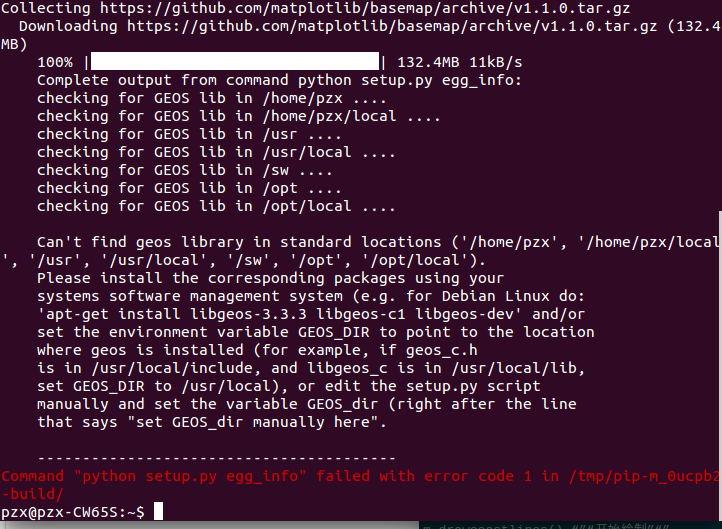 Collecting https://github.com/matplotlib/basemap/archive/v1.1.0.tar.gz
Downloading https://github.com/matplotlib/basemap/archive/v1.1.0.tar.gz (132.4
MB)
100% |                                | 132.4MB 11kB/s
Complete output from command python setup.py egg_info:
checking for GEOS lib in /home/pzx ....
checking for GEOS lib in /home/pzx/local ....
checking for GEOS lib in /usr ....
checking for GEOS lib in /usr/local ....
checking for GEOS lib in /sw ....
checking for GEOS lib in /opt ....
checking for GEOS lib in /opt/local ....
Can't find geos library in standard locations ('/home/pzx', '/home/pzx/local
', '/usr', '/usr/local', '/sw', '/opt', '/opt/local').
Please install the corresponding packages using your
systems software management system (e.g. for Debian Linux do:
'apt-get install libgeos-3.3.3 libgeos-c1 libgeos-dev' and/or
set the environment variable GEOS_DIR to point to the location
where geos is installed (for example, if geos_c.h
is in /usr/local/include, and libgeos_c is in /usr/local/lib,
set GEOS_DIR to /usr/local), or edit the setup.py script
manually and set the variable GEOS_dir (right after the line
that says "set GEOS_dir manually here".
----------------------------------------
Command "python setup.py egg_info" failed with error code 1 in /tmp/pip-m_0ucpb2
-build/
pzx@pzx-CW65S:~$